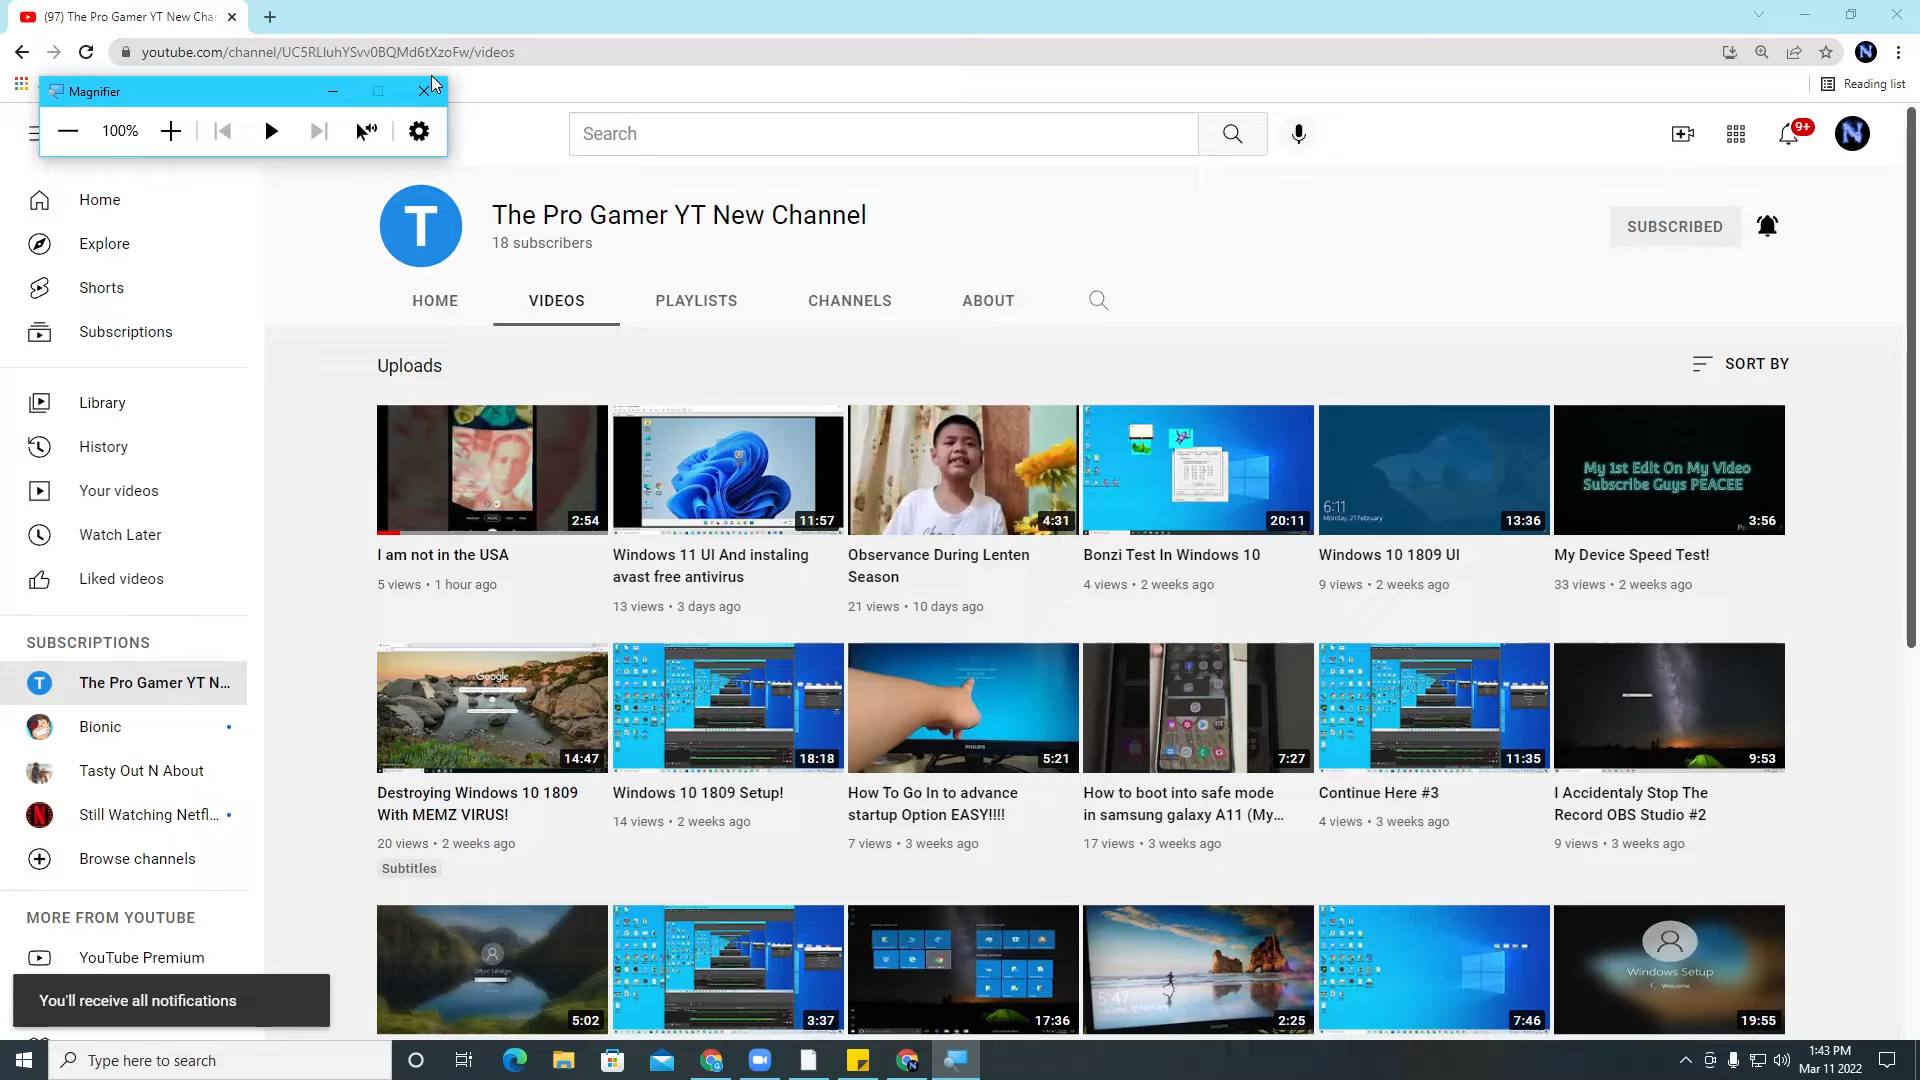 (97) The Pro Gamer YT New Chan
youtube.com/channel/UC5RLluhYSvv0BQMd6tXzoFw/videos
Reading list
Magnifier
100%
Search
9+
N
T
The Pro Gamer YT New Channel
18 subscribers
SUBSCRIBED
HOME
VIDEOS
PLAYLISTS
CHANNELS
ABOUT
Home
Explore
Shorts
Subscriptions
Library
History
Your videos
Watch Later
Liked videos
SUBSCRIPTIONS
The Pro Gamer YT N...
Bionic
Tasty Out N About
Still Watching Netfl...
Browse channels
MORE FROM YOUTUBE
YouTube Premium
You'll receive all notifications
Uploads
SORT BY
2:54
11:57
4:31
20:11
6:11
Monday, 21 February
13:36
My 1st Edit On My Video
Subscribe Guys PEACEE
3:56
I am not in the USA
5 views • 1 hour ago
Windows 11 UI And instaling
avast free antivirus
13 views • 3 days ago
Observance During Lenten
Season
21 views • 10 days ago
Bonzi Test In Windows 10
4 views • 2 weeks ago
Windows 10 1809 UI
9 views • 2 weeks ago
My Device Speed Test!
33 views • 2 weeks ago
Google
14:47
18:18
PHILIPS
5:21
7:27
11:35
9:53
Destroying Windows 10 1809
With MEMZ VIRUS!
20 views • 2 weeks ago
Subtitles
Windows 10 1809 Setup!
14 views • 2 weeks ago
How To Go In to advance
startup Option EASY!!!!
7 views • 3 weeks ago
How to boot into safe mode
in samsung galaxy A11 (My...
17 views • 3 weeks ago
Continue Here #3
4 views • 3 weeks ago
I Accidentaly Stop The
Record OBS Studio #2
9 views • 3 weeks ago
5:02
3:37
17:36
5:47
2:25
7:46
Windows Setup
Welcome
19:55
Type here to search
1:43 PM
Mar 11 2022